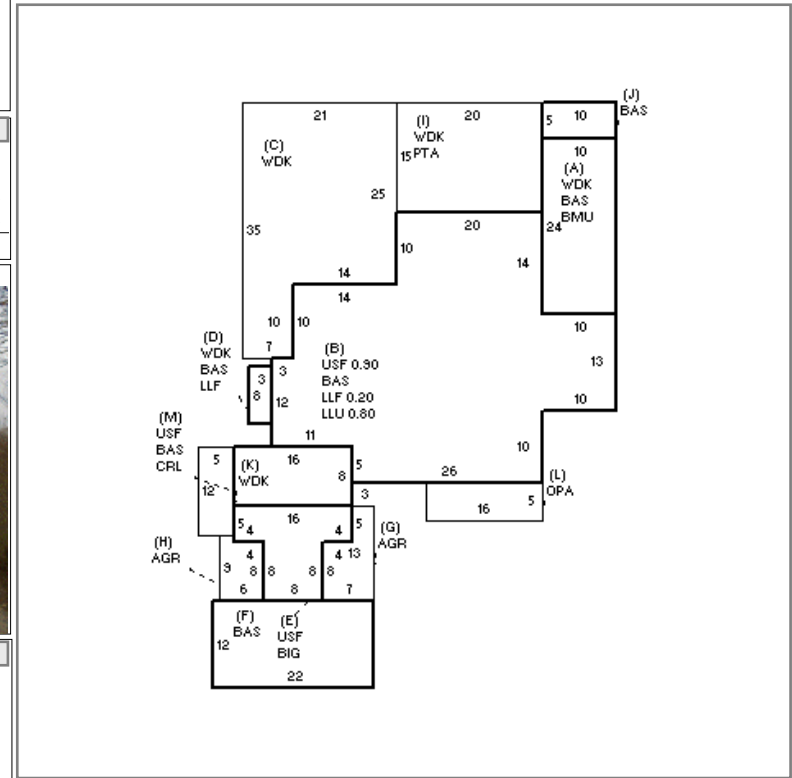 (J)
BAS
21
20
5 10
(I)
WDK
PTA
15
(C)
WDK
10
(A)
WDK
BAS
BMU
25
24
35
20
10
14
14
14
10 10
10
(D)
WDK
BAS
LLF
7
3
3
8
12
(B)
USF 0.90
BAS
LLF 0.20
LLU 0.80
13
10
(M)
USF
BAS
CRL
11
10
5
16
5
(K)
WDK
8
26
(L)
OPA
12
3
16
5
16
5
4
4
5
(G)
AGR
(H)
AGR
4
4
13
9
8
8
8
8
6
8
7
(F)
BAS
(E)
USF
BIG
12
22